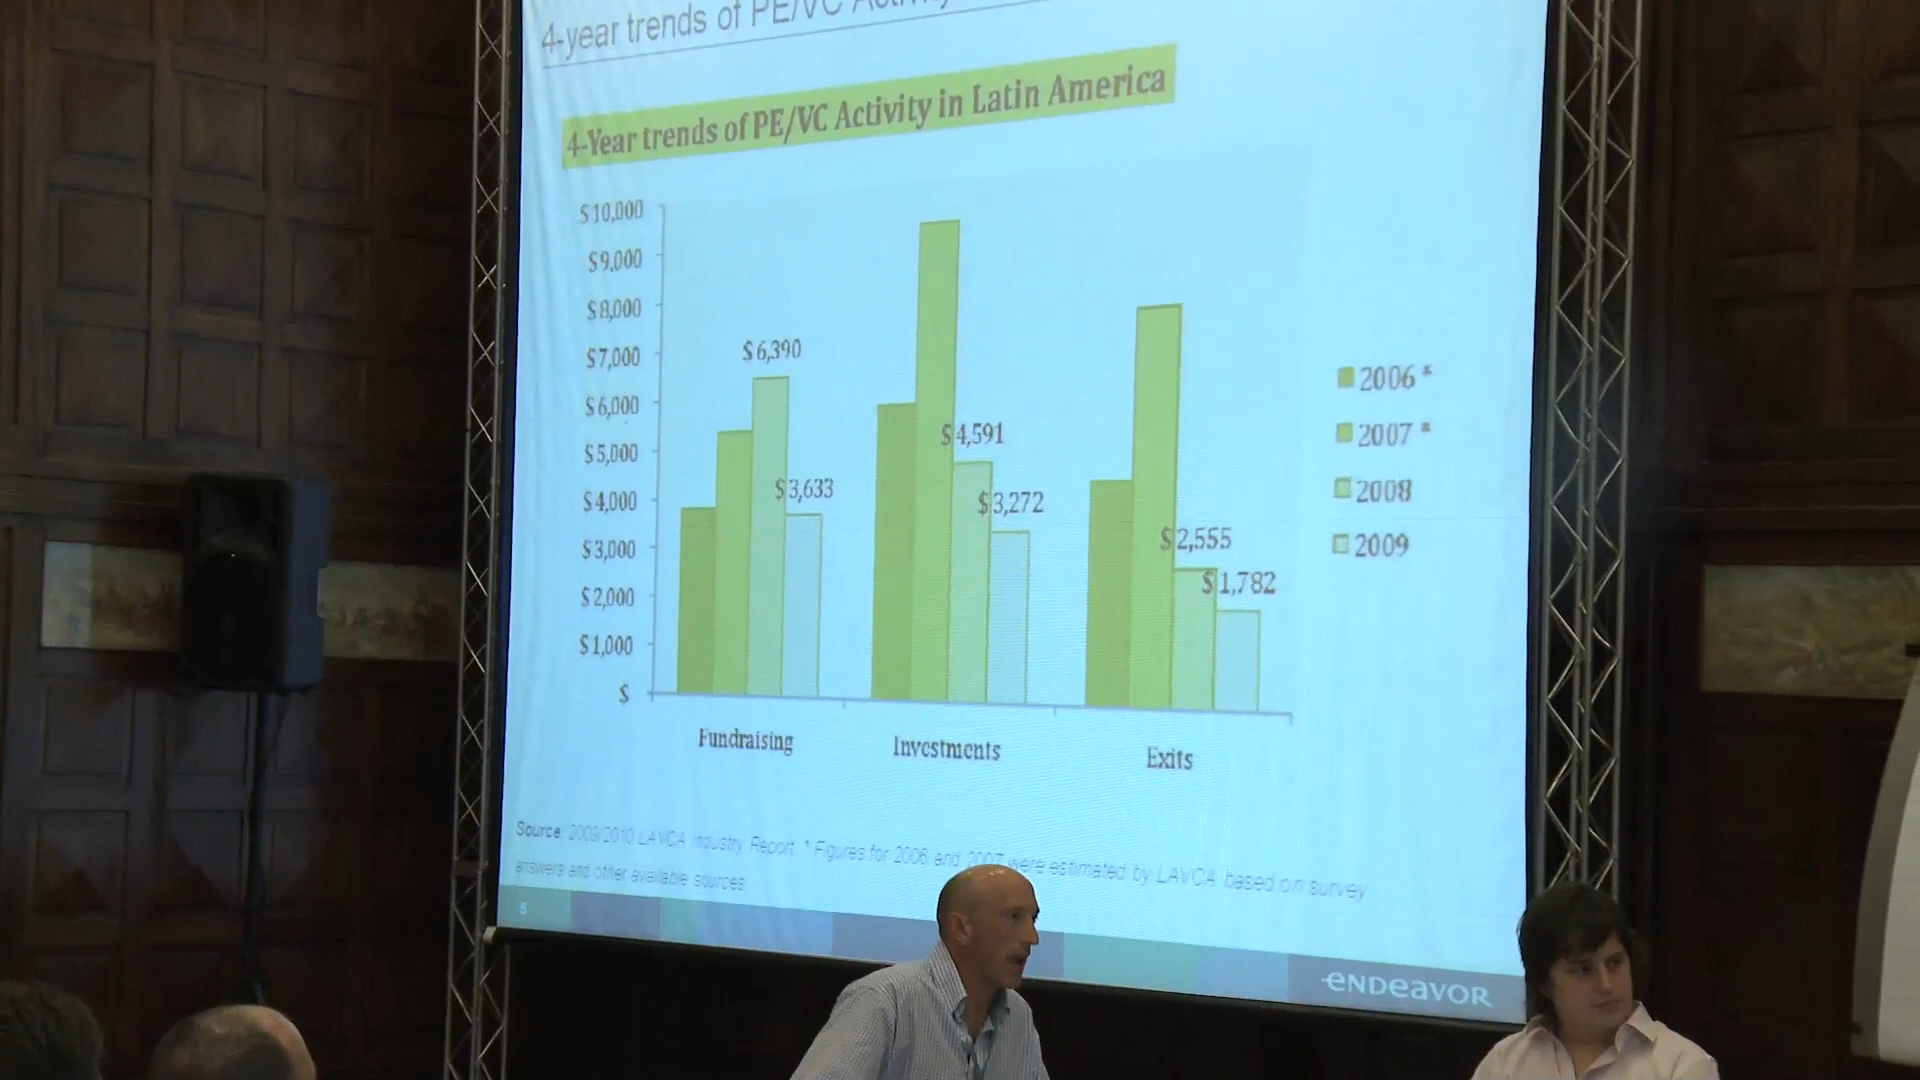 4-year trends of PE/VC Activity
4-Year trends of PE/VC Activity in Latin America
$10,000
$9,000
$8,000
$7,000
$6,000
$5,000
$4,000
$3,000
$2,000
$1,000
$
$6,390
$3,633
$4,591
$3,272
$2,555
$1,782
2006 *
2007 *
2008
2009
Fundraising
Investments
Exits
Source: 2009/2010 LAVCA Industry Report. * Figures for 2006 and 2007 were estimated by LAVCA based on survey
answers and other available sources
5
eNDeaVOR